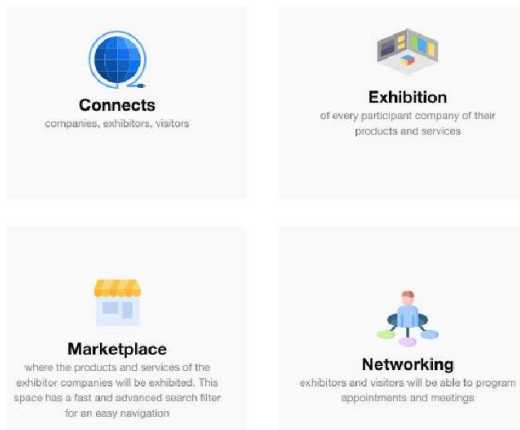 Connects
companies, exhibitors, visitors
Exhibition
of every participant company of their
products and services
Marketplace
where the products and services of the
exhibitor companies will be exhibited. This
space has a fast and advanced search filter
for an easy navigation
Networking
exhibitors and visitors will be able to program
appointments and meetings